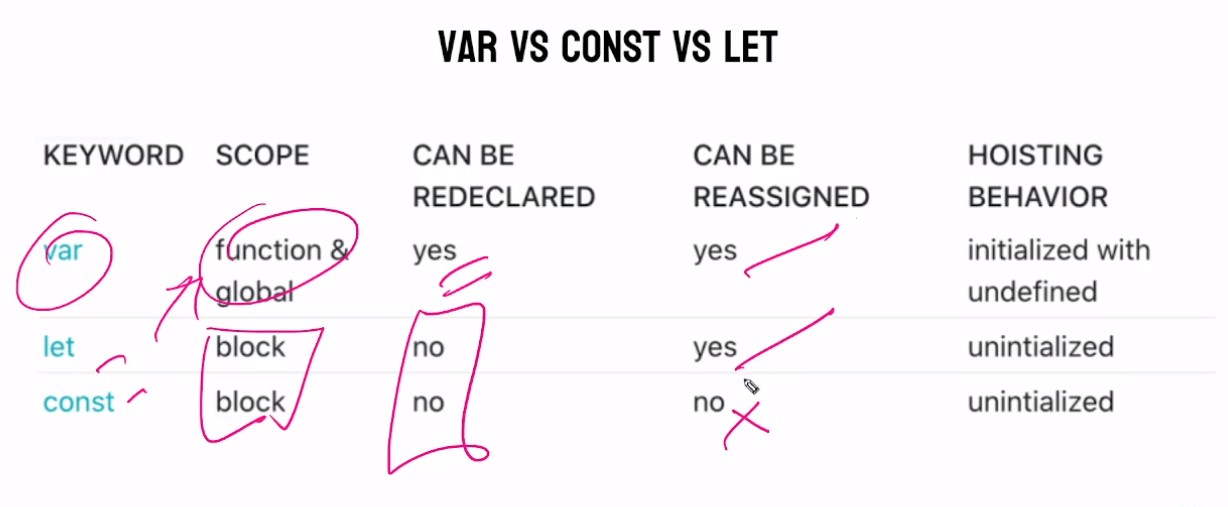 VAR VS CONST VS LET
KEYWORD SCOPE CAN BE REDECLARED CAN BE REASSIGNED HOISTING BEHAVIOR
var function & global yes yes initialized with undefined
let block no yes unintialized
const block no no unintialized